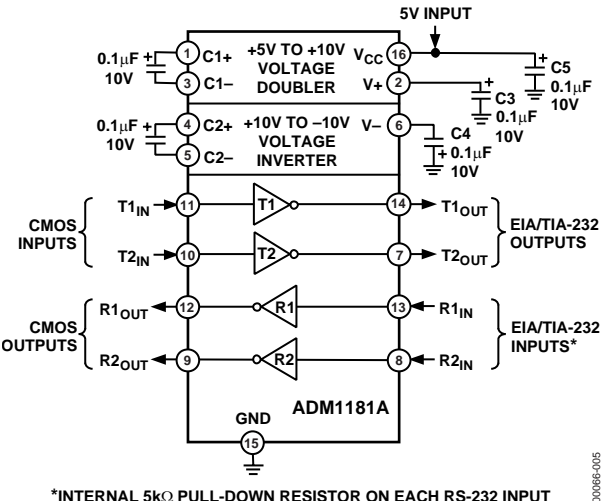 5V INPUT
0.1μF + 10V
1 C1+
3 C1–
+5V TO +10V
VOLTAGE
DOUBLER
VCC 16
V+ 2
+ C5
0.1μF
10V
+ C3
0.1μF
10V
0.1μF + 10V
4 C2+
5 C2–
+10V TO –10V
VOLTAGE
INVERTER
V– 6
C4
+ 0.1μF
10V
CMOS
INPUTS
T1IN 11 T1 14 T1OUT
T2IN 10 T2 7 T2OUT
EIA/TIA-232
OUTPUTS
CMOS
OUTPUTS
R1OUT 12 R1 13 R1IN
R2OUT 9 R2 8 R2IN
EIA/TIA-232
INPUTS*
ADM1181A
GND
15
*INTERNAL 5kΩ PULL-DOWN RESISTOR ON EACH RS-232 INPUT
00066-005